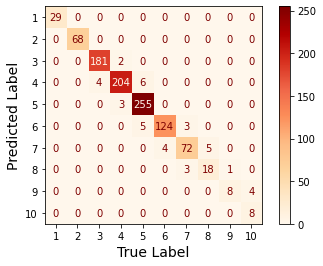 1 29 0 0 0 0 0 0 0 0 0
2 0 68 0 0 0 0 0 0 0 0
3 0 0 181 2 0 0 0 0 0 0
4 0 0 4 204 6 0 0 0 0 0
5 0 0 0 3 255 0 0 0 0 0
6 0 0 0 0 5 124 3 0 0 0
7 0 0 0 0 0 4 72 5 0 0
8 0 0 0 0 0 0 3 18 1 0
9 0 0 0 0 0 0 0 0 8 4
10 0 0 0 0 0 0 0 0 0 8
1 2 3 4 5 6 7 8 9 10
True Label
Predicted Label
250
200
150
100
50
0